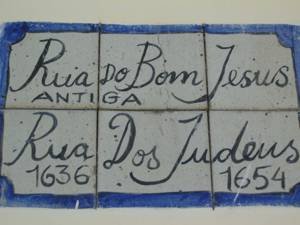 Rua DO Bom Jesus
ANTIGA
Rua Dos Judeus
1636 1654